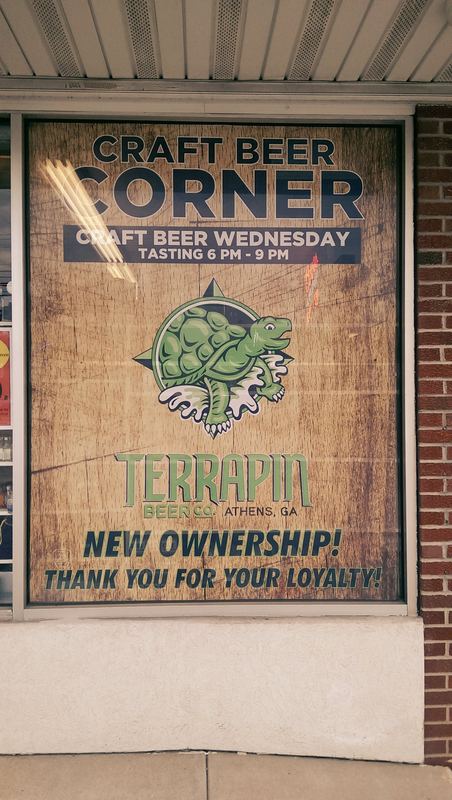 CRAFT BEER
CORNER
CRAFT BEER WEDNESDAY
TASTING 6 PM - 9 PM
TERRAPIN
BEER CO. ATHENS, GA
NEW OWNERSHIP!
THANK YOU FOR YOUR LOYALTY!